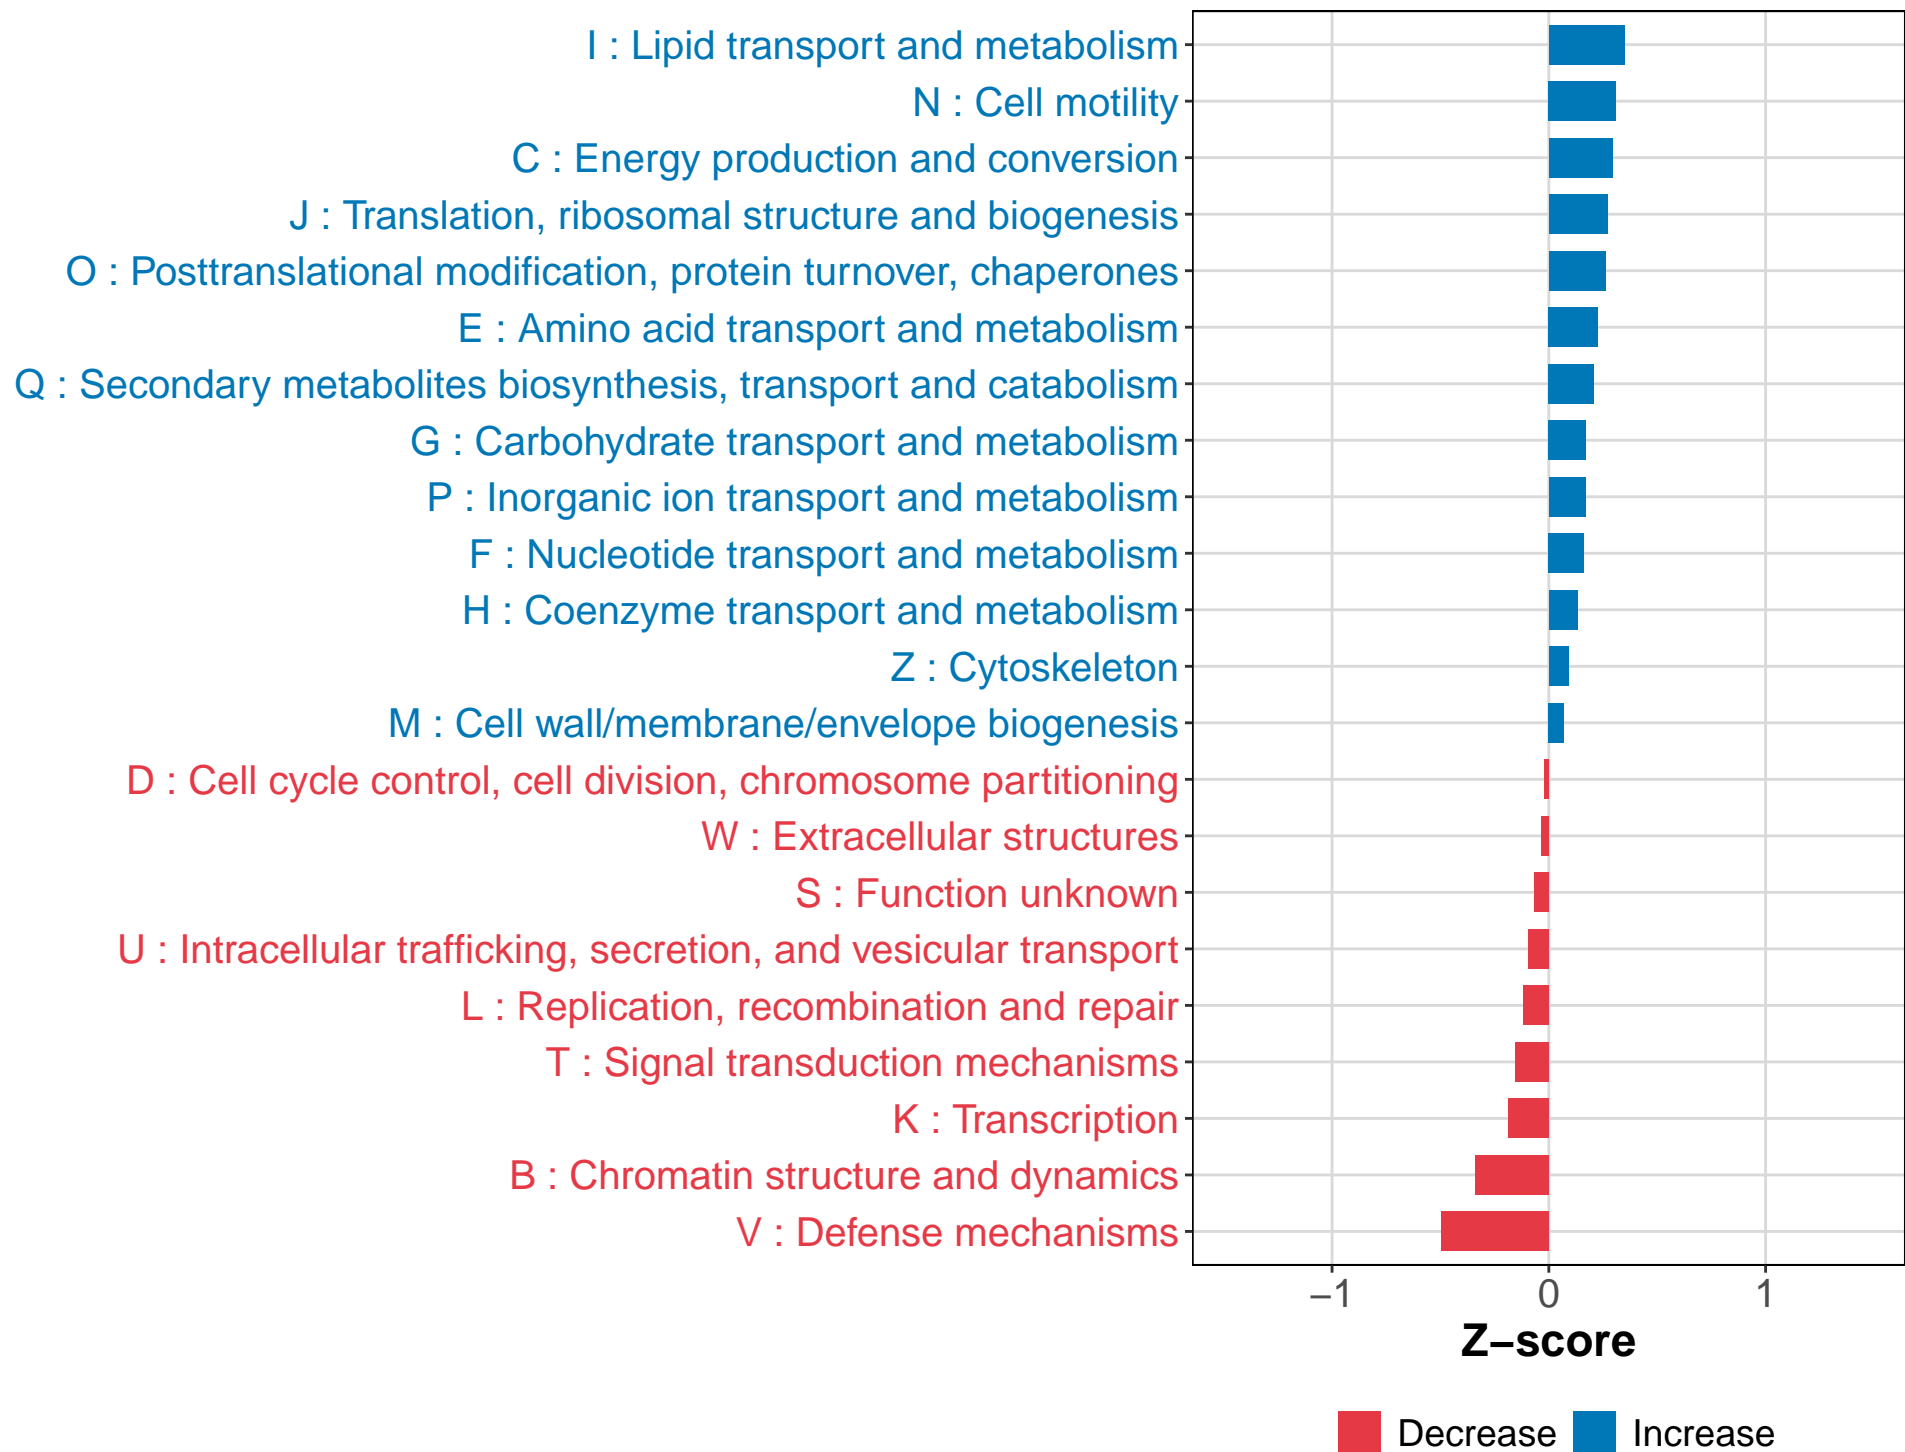 I : Lipid transport and metabolism
N : Cell motility
C : Energy production and conversion
J : Translation, ribosomal structure and biogenesis
O : Posttranslational modification, protein turnover, chaperones
E : Amino acid transport and metabolism
Q : Secondary metabolites biosynthesis, transport and catabolism
G : Carbohydrate transport and metabolism
P : Inorganic ion transport and metabolism
F : Nucleotide transport and metabolism
H : Coenzyme transport and metabolism
Z : Cytoskeleton
M : Cell wall/membrane/envelope biogenesis
D : Cell cycle control, cell division, chromosome partitioning
W : Extracellular structures
S : Function unknown
U : Intracellular trafficking, secretion, and vesicular transport
L : Replication, recombination and repair
T : Signal transduction mechanisms
K : Transcription
B : Chromatin structure and dynamics
V : Defense mechanisms
−1 0 1
Z−score
Decrease Increase